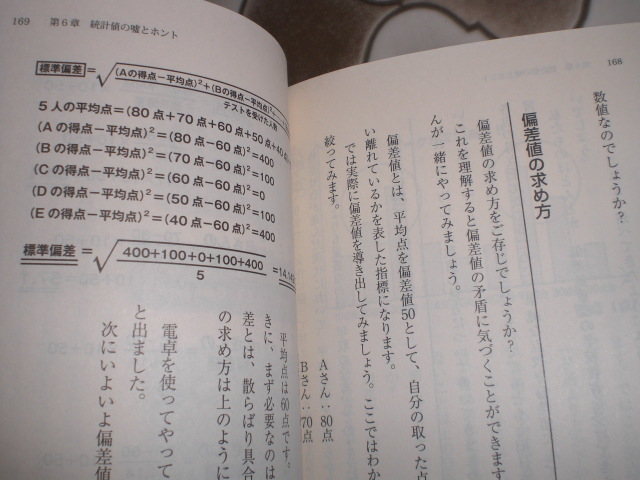 168
数値なのでしょうか？
偏差値の求め方
偏差値の求め方をご存じでしょうか？
これを理解すると偏差値の矛盾に気づくことができます
んが一緒にやってみましょう。
偏差値とは、平均点を偏差値50として、自分の取った点
い離れているかを表した指標になります。
では実際に偏差値を導き出してみましょう。ここではわか
絞ってみます。
Aさん：80点
Bさん：70点
169 第6章 統計値の嘘とホント
標準偏差＝√(Aの得点－平均点)²＋(Bの得点－平均点)²＋
テストを受けた人数
5人の平均点＝(80点＋70点＋60点＋50点＋40点
(Aの得点－平均点)²＝(80点－60点)²＝400
(Bの得点－平均点)²＝(70点－60点)²＝100
(Cの得点－平均点)²＝(60点－60点)²＝0
(Dの得点－平均点)²＝(50点－60点)²＝100
(Eの得点－平均点)²＝(40点－60点)²＝400
標準偏差＝√400＋100＋0＋100＋400＝14.14
5
平均点は60点です。
きに、まず必要なのは
差とは、散らばり具合
の求め方は上のように
電卓を使ってやって
と出ました。
次にいよいよ偏差値